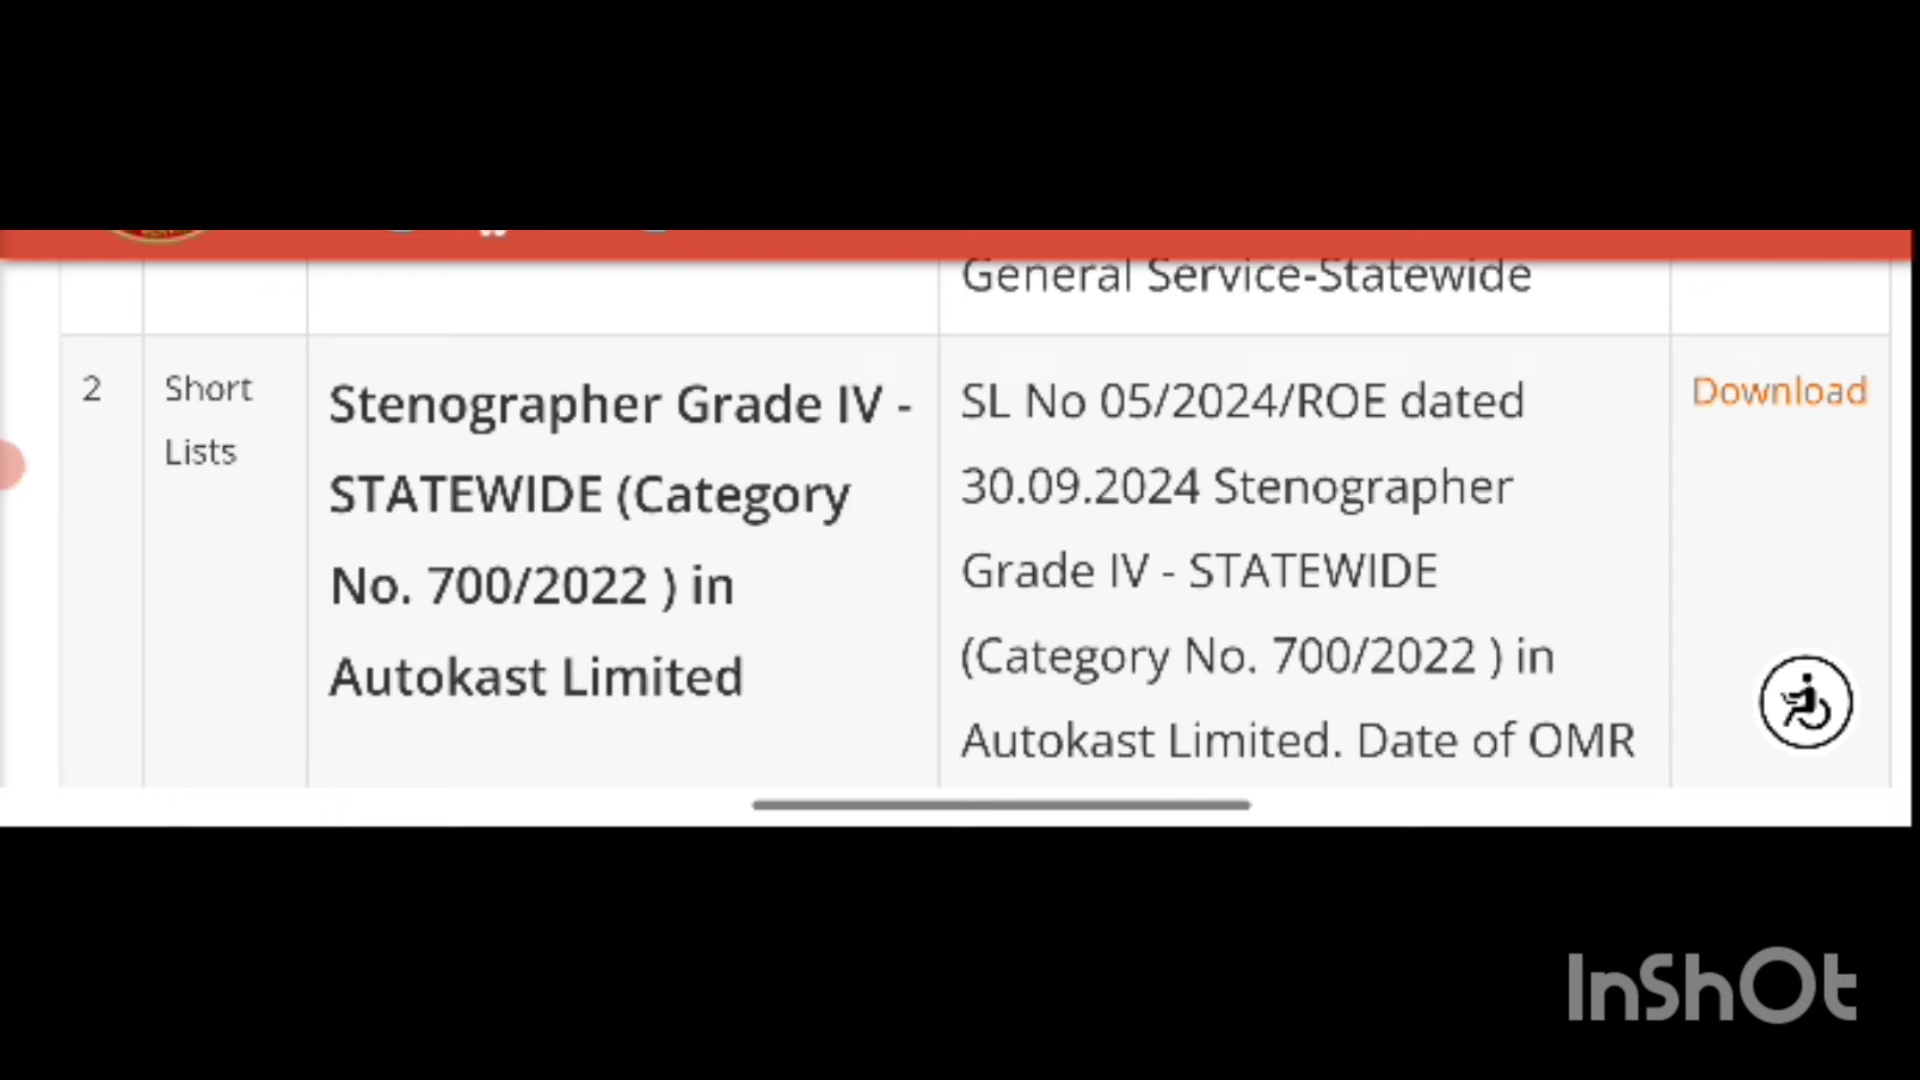 General Service-Statewide
2
Short
Lists
Stenographer Grade IV -
STATEWIDE (Category
No. 700/2022 ) in
Autokast Limited
SL No 05/2024/ROE dated
30.09.2024 Stenographer
Grade IV - STATEWIDE
(Category No. 700/2022 ) in
Autokast Limited. Date of OMR
Download
InShOt